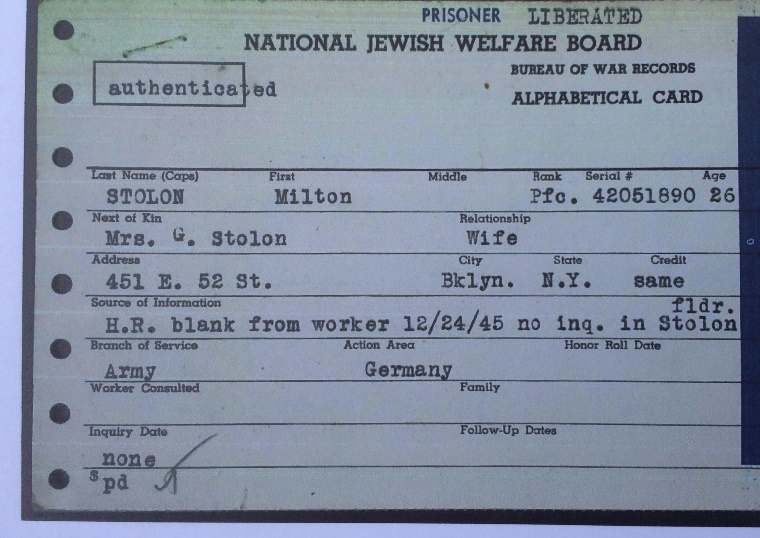 PRISONER LIBERATED
NATIONAL JEWISH WELFARE BOARD
BUREAU OF WAR RECORDS
authenticated
ALPHABETICAL CARD
Last Name (Caps) First Middle Rank Serial # Age
STOLON Milton Pfc. 42051890 26
Next of Kin Relationship
Mrs. G. Stolon Wife
Address City State Credit
451 E. 52 St. Bklyn. N.Y. same
Source of Information fldr.
H.R. blank from worker 12/24/45 no inq. in Stolon
Branch of Service Action Area Honor Roll Date
Army Germany
Worker Consulted Family
Inquiry Date Follow-Up Dates
none
$pd